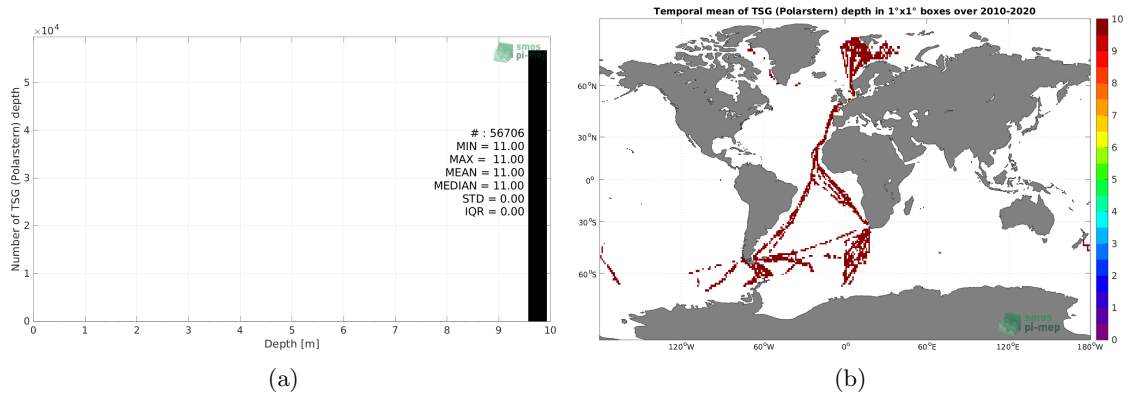 ×10⁴
smos
pi-mep
Number of TSG (Polarstern) depth
5
4
3
2
1
0
# : 56706
MIN = 11.00
MAX = 11.00
MEAN = 11.00
MEDIAN = 11.00
STD = 0.00
IQR = 0.00
0 1 2 3 4 5 6 7 8 9 10
Depth [m]
(a)
Temporal mean of TSG (Polarstern) depth in 1°x1° boxes over 2010-2020
60°N
30°N
0°
30°S
60°S
120°W 60°W 0° 60°E 120°E 180°W
smos
pi-mep
10
9
8
7
6
5
4
3
2
1
0
(b)